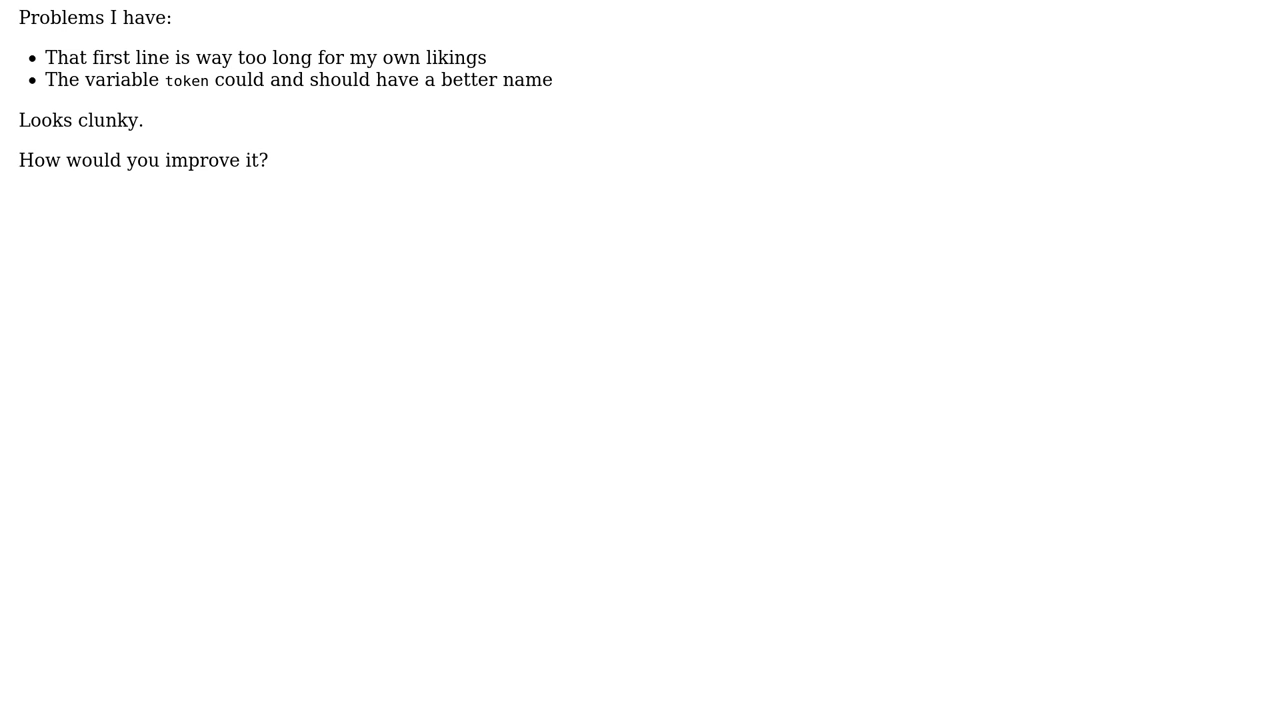 Problems I have:
• That first line is way too long for my own likings
• The variable token could and should have a better name
Looks clunky.
How would you improve it?